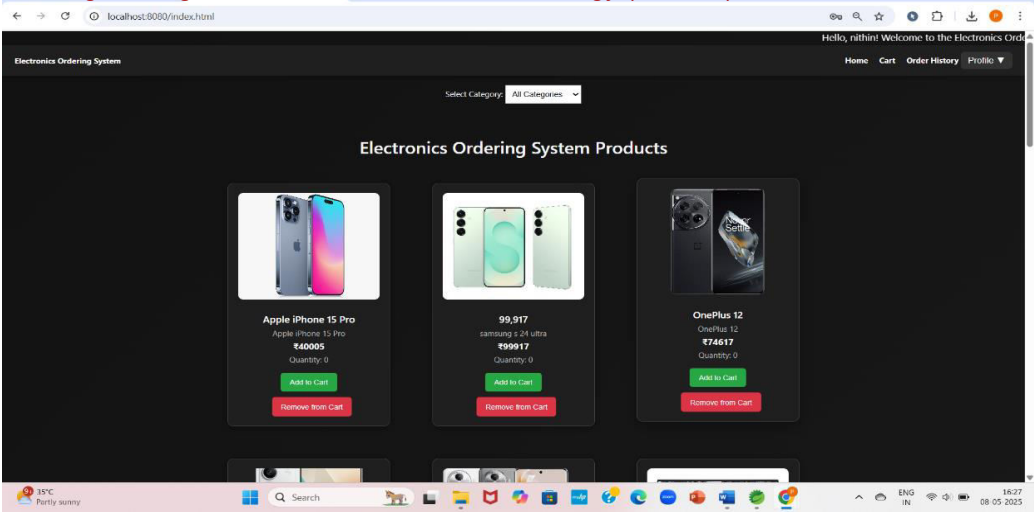 localhost:8080/index.html
Hello, nithin! Welcome to the Electronics Orde
Electronics Ordering System
Home Cart Order History Profile ▼
Select Category: All Categories
Electronics Ordering System Products
Never
Settle
Apple iPhone 15 Pro
Apple iPhone 15 Pro
₹40005
Quantity: 0
Add to Cart
Remove from Cart
99,917
samsung s 24 ultra
₹99917
Quantity: 0
Add to Cart
Remove from Cart
OnePlus 12
OnePlus 12
₹74617
Quantity: 0
Add to Cart
Remove from Cart
35°C
Partly sunny
Search
ENG
IN
16:27
08-05-2025